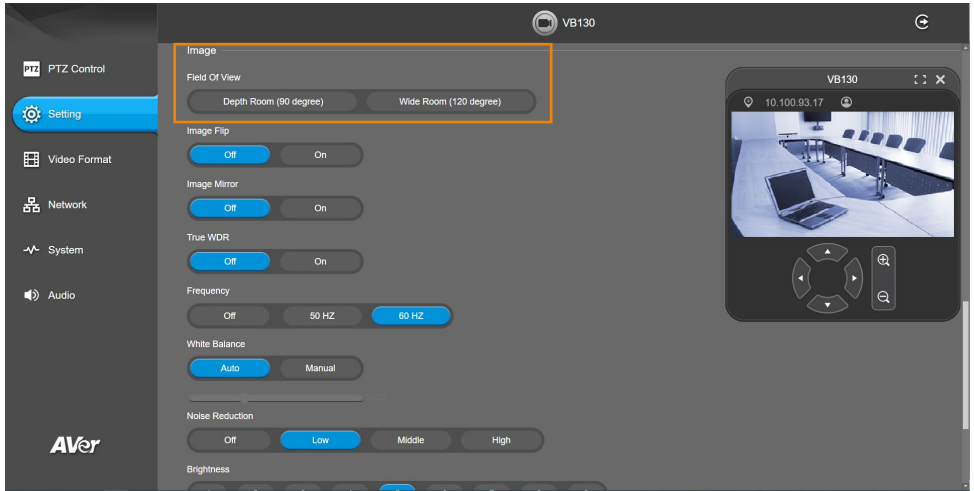 VB130
PTZ PTZ Control
Setting
Video Format
Network
System
Audio
AVer
Image
Field Of View
Depth Room (90 degree) Wide Room (120 degree)
Image Flip
Off On
Image Mirror
Off On
True WDR
Off On
Frequency
Off 50 HZ 60 HZ
White Balance
Auto Manual
Noise Reduction
Off Low Middle High
Brightness
VB130
10.100.93.17